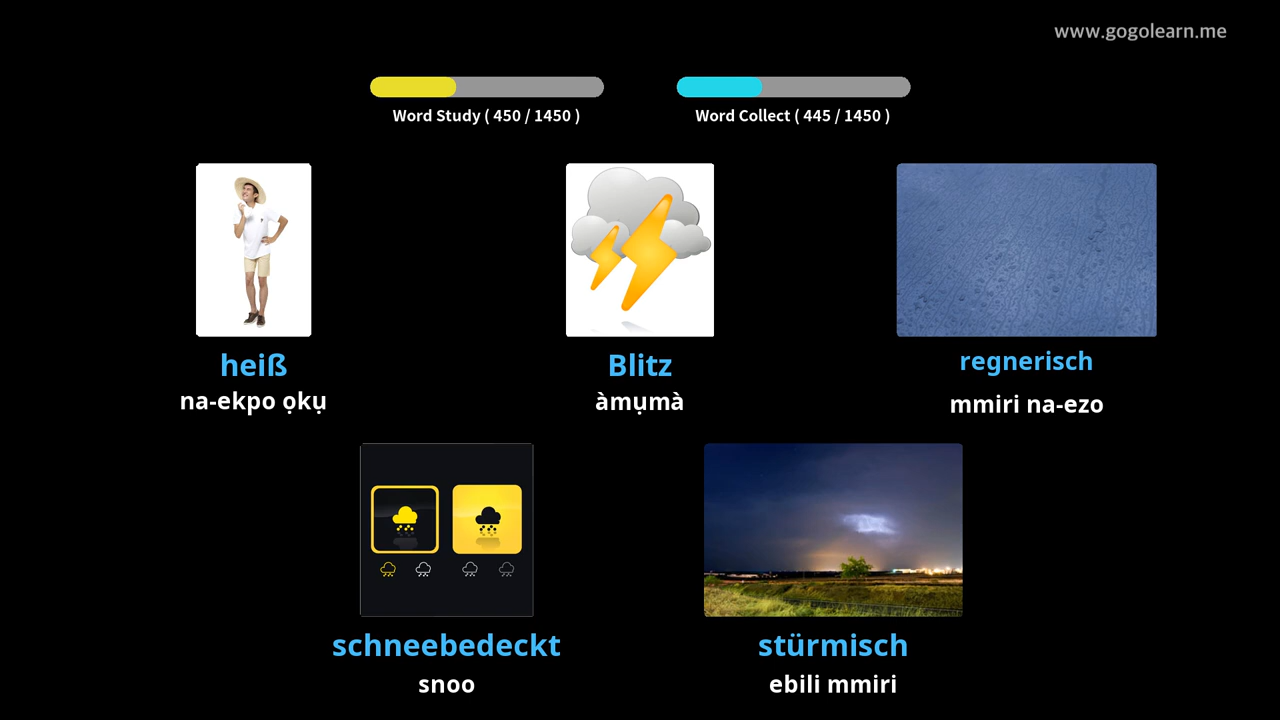 www.gogolearn.me
Word Study ( 450 / 1450 )
Word Collect ( 445 / 1450 )
heiß
na-ekpo ọkụ
Blitz
àmụmà
regnerisch
mmiri na-ezo
schneebedeckt
snoo
stürmisch
ebili mmiri